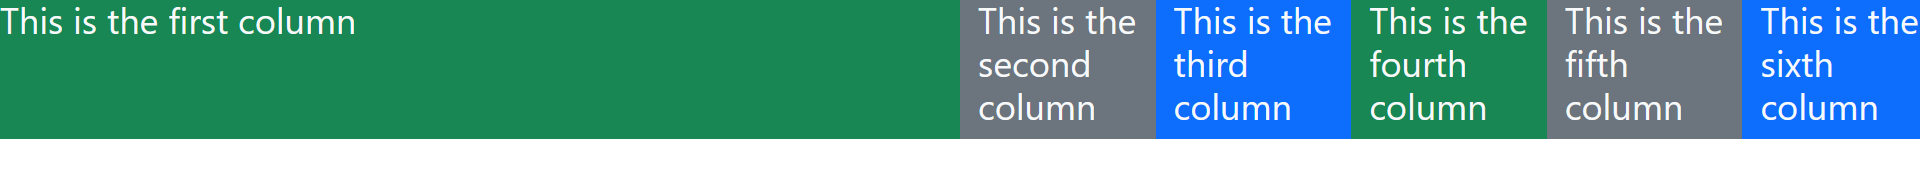 This is the first column
This is the
second
column
This is the
third
column
This is the
fourth
column
This is the
fifth
column
This is the
sixth
column